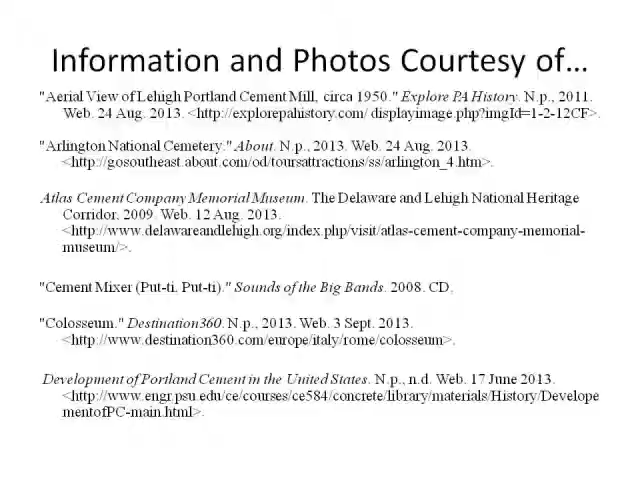 Information and Photos Courtesy of...
"Aerial View of Lehigh Portland Cement Mill, circa 1950." Explore PA History. N.p., 2011.
Web. 24 Aug. 2013. <http://explorepahistory.com/ displayimage.php?imgId=1-2-12CF>.
"Arlington National Cemetery." About. N.p., 2013. Web. 24 Aug. 2013.
<http://gosoutheast.about.com/od/toursattractions/ss/arlington_4.htm>.
Atlas Cement Company Memorial Museum. The Delaware and Lehigh National Heritage
Corridor, 2009. Web. 12 Aug. 2013.
<http://www.delawareandlehigh.org/index.php/visit/atlas-cement-company-memorial-
museum/>.
"Cement Mixer (Put-ti, Put-ti)." Sounds of the Big Bands. 2008. CD.
"Colosseum." Destination360. N.p., 2013. Web. 3 Sept. 2013.
<http://www.destination360.com/europe/italy/rome/colosseum>.
Development of Portland Cement in the United States. N.p., n.d. Web. 17 June 2013.
<http://www.engr.psu.edu/ce/courses/ce584/concrete/library/materials/History/Develope
mentofPC-main.html>.